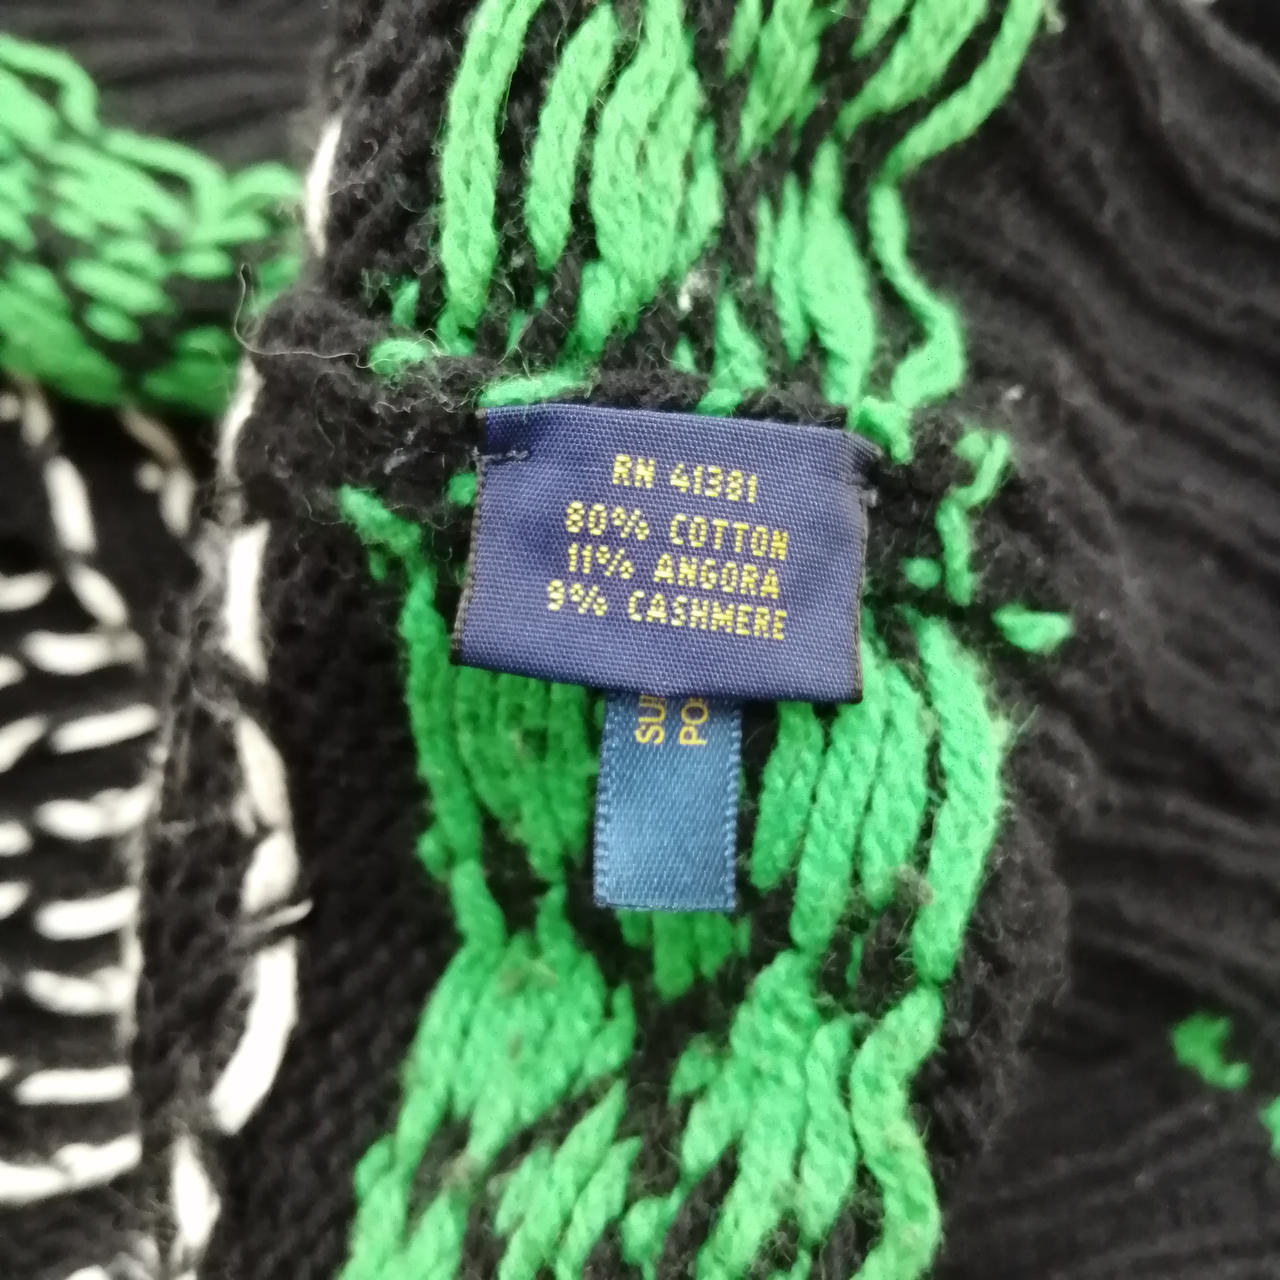 RN 41381
80% COTTON
11% ANGORA
9% CASHMERE